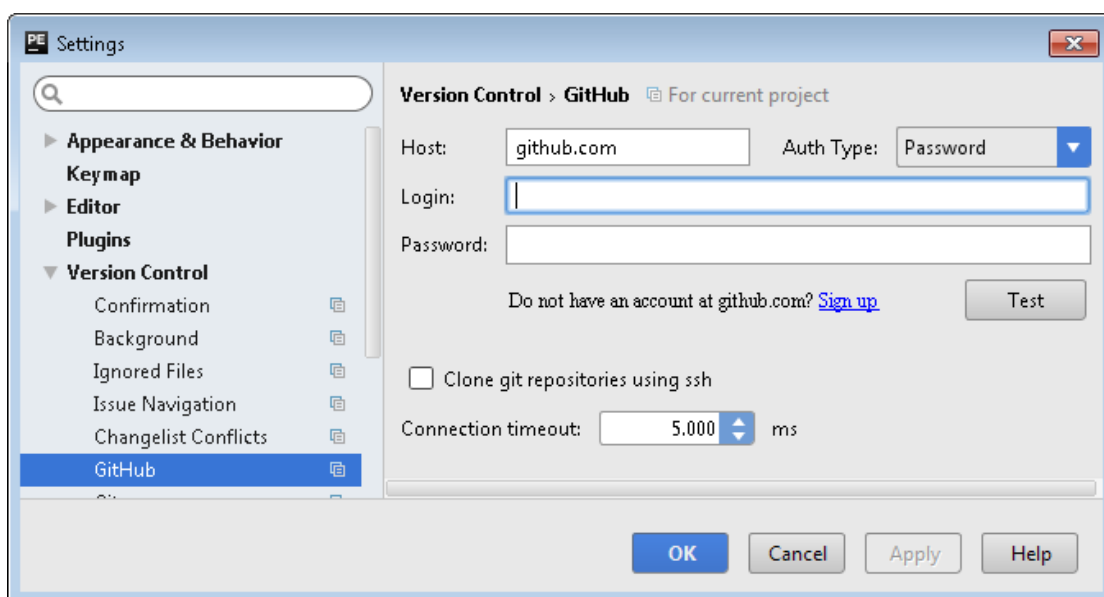 PE Settings
Version Control › GitHub For current project
Appearance & Behavior
Keymap
Editor
Plugins
Version Control
Confirmation
Background
Ignored Files
Issue Navigation
Changelist Conflicts
GitHub
Host: github.com Auth Type: Password
Login:
Password:
Do not have an account at github.com? Sign up Test
Clone git repositories using ssh
Connection timeout: 5.000 ms
OK Cancel Apply Help